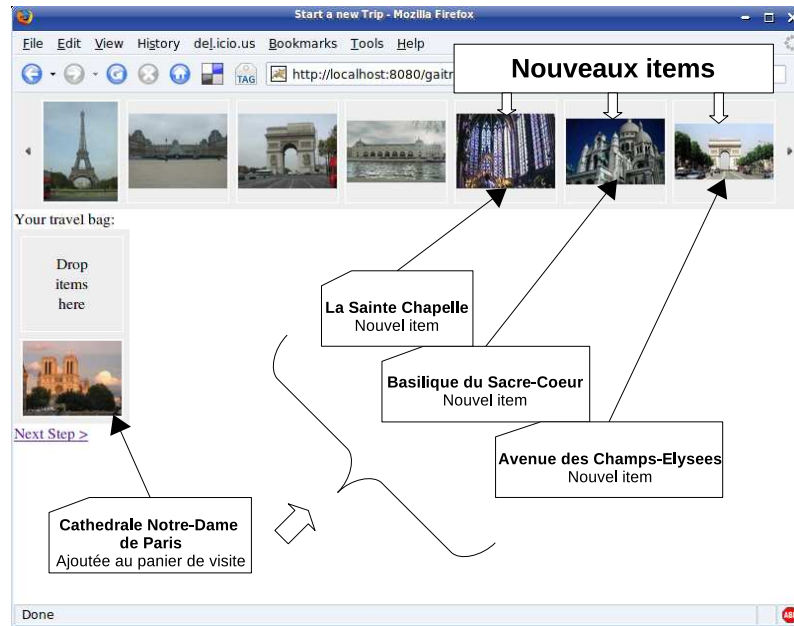 Start a new Trip - Mozilla Firefox
File Edit View History del.icio.us Bookmarks Tools Help
TAG
http://localhost:8080/gaitr
Nouveaux items
Your travel bag:
Drop
items
here
Next Step >
La Sainte Chapelle
Nouvel item
Basilique du Sacre-Coeur
Nouvel item
Avenue des Champs-Elysees
Nouvel item
Cathedrale Notre-Dame
de Paris
Ajoutée au panier de visite
Done